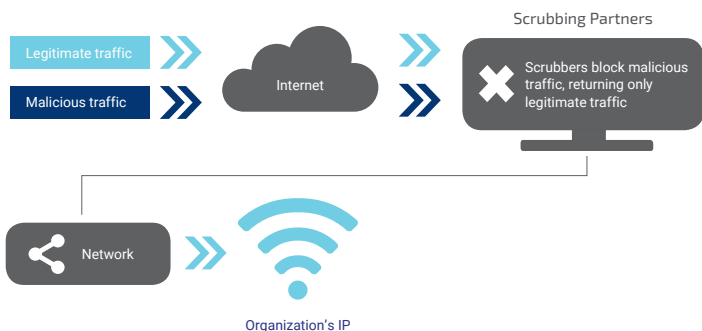 Scrubbing Partners
Legitimate traffic
Malicious traffic
Internet
Scrubbers block malicious
traffic, returning only
legitimate traffic
Network
Organization's IP